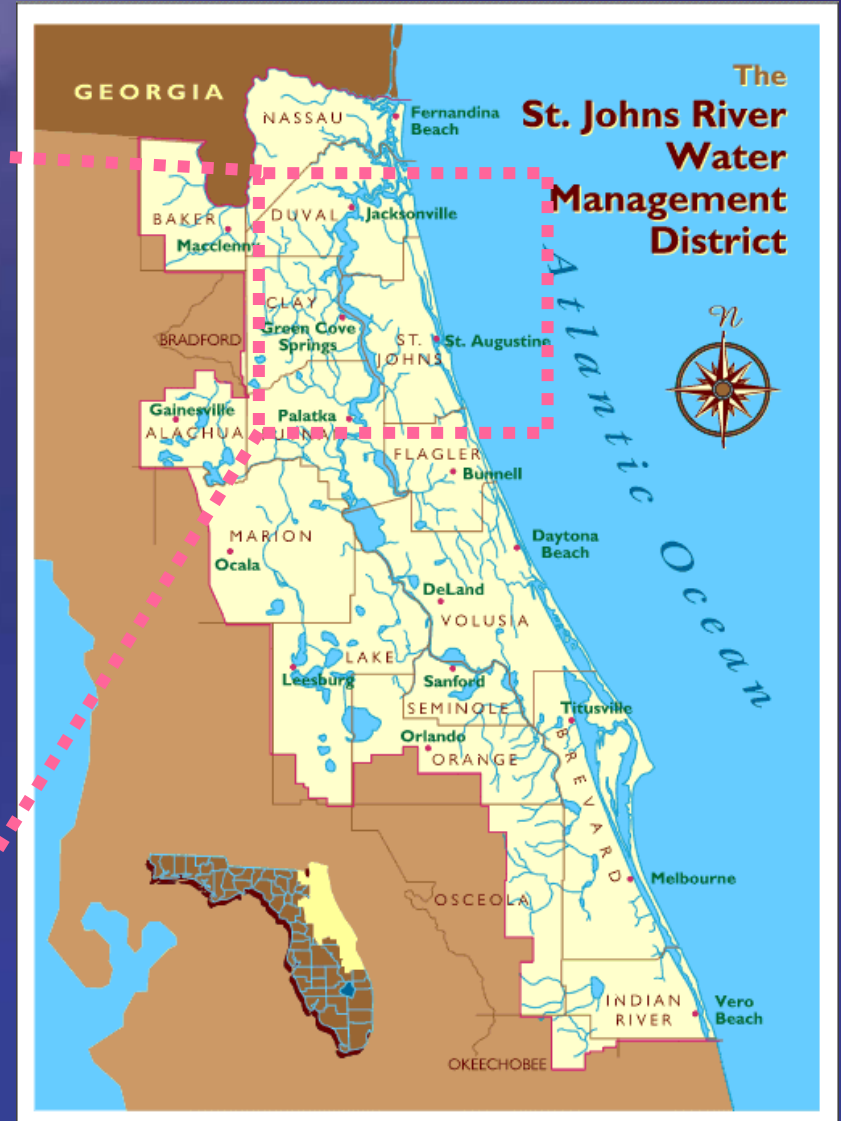 GEORGIA
The
St. Johns River
Water
Management
District
NASSAU
Fernandina
Beach
BAKER
Macclenny
DUVAL
Jacksonville
Atlantic Ocean
N
CLAY
Green Cove
Springs
BRADFORD
ST.
JOHNS
St. Augustine
Gainesville
ALACHUA
Palatka
FLAGLER
Bunnell
MARION
Ocala
Daytona
Beach
DeLand
VOLUSIA
LAKE
Leesburg
Sanford
SEMINOLE
Titusville
Orlando
ORANGE
BREVARD
OSCEOLA
Melbourne
INDIAN
RIVER
Vero
Beach
OKEECHOBEE